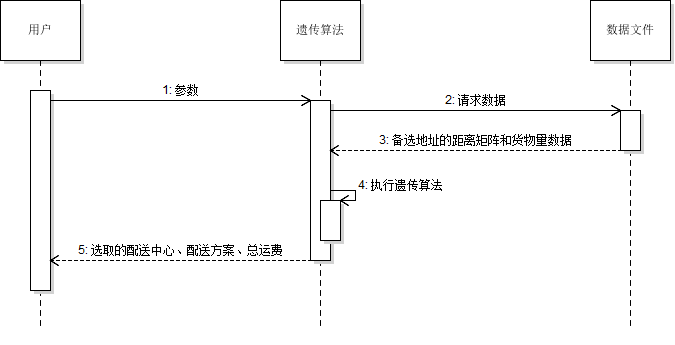 用户
遗传算法
数据文件
1: 参数
2: 请求数据
3: 备选地址的距离矩阵和货物量数据
4: 执行遗传算法
5: 选取的配送中心、配送方案、总运费